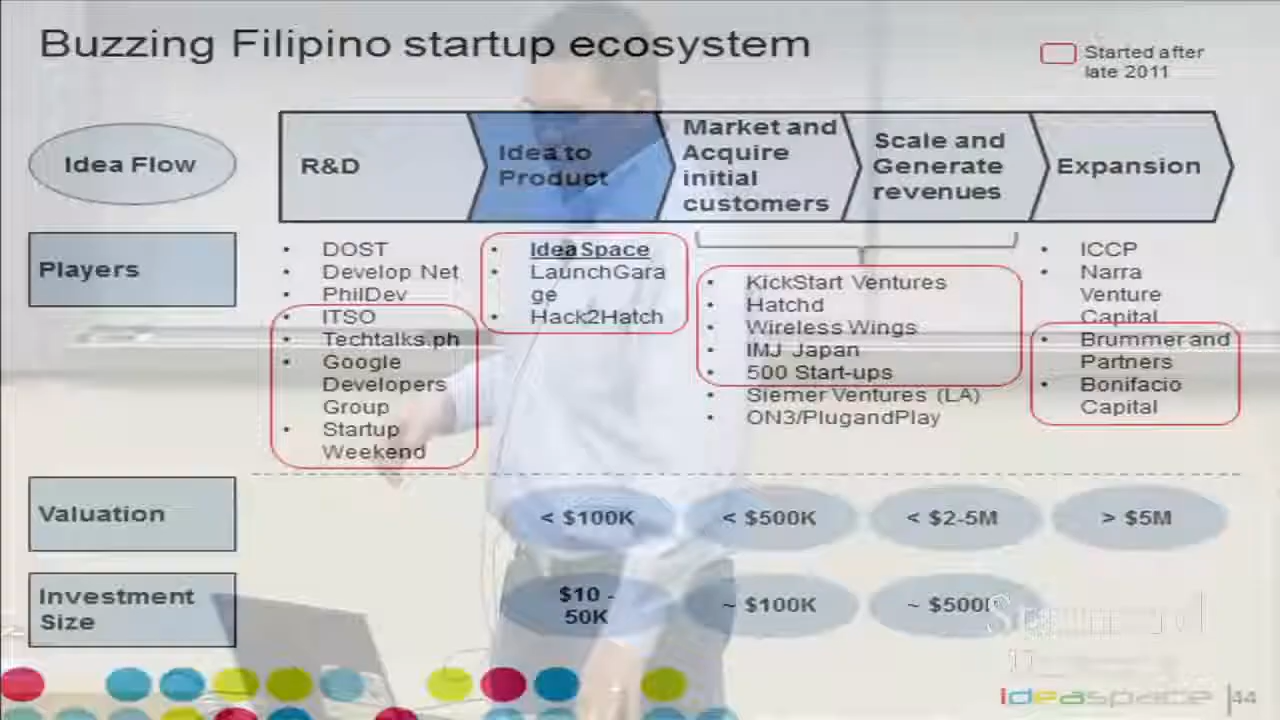 Buzzing Filipino startup ecosystem
Started after
late 2011
Idea Flow
R&D
Idea to
Product
Market and
Acquire
initial
customers
Scale and
Generate
revenues
Expansion
Players
• DOST
• Develop Net
• PhilDev
• ITSO
• Techtalks.ph
• Google
Developers
Group
• Startup
Weekend
• IdeaSpace
• LaunchGara
ge
• Hack2Hatch
• KickStart Ventures
• Hatchd
• Wireless Wings
• IMJ Japan
• 500 Start-ups
• Siemer Ventures (LA)
• ON3/PlugandPlay
• ICCP
• Narra
Venture
Capital
• Brummer and
Partners
• Bonifacio
Capital
Valuation
< $100K
< $500K
< $2-5M
> $5M
Investment
Size
$10 -
50K
~ $100K
~ $500K
ideaspace
44